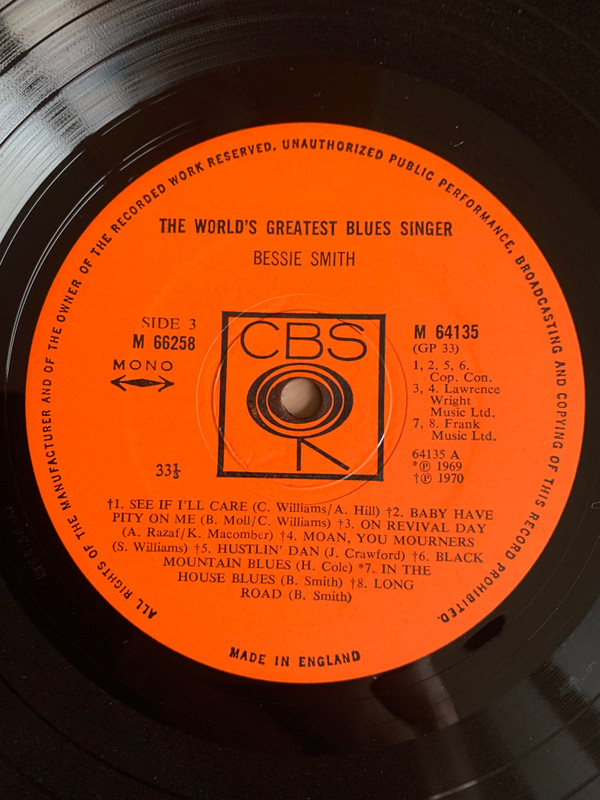 ALL RIGHTS OF THE MANUFACTURER AND OF THE OWNER OF THE RECORDED WORK RESERVED. UNAUTHORIZED PUBLIC PERFORMANCE, BROADCASTING AND COPYING OF THIS RECORD PROHIBITED.
THE WORLD'S GREATEST BLUES SINGER
BESSIE SMITH
SIDE 3
M 66258
MONO
33⅓
CBS
M 64135
(GP 33)
1, 2, 5, 6.
Cop. Con.
3, 4. Lawrence
Wright
Music Ltd.
7, 8. Frank
Music Ltd.
64135 A
*Ⓟ 1969
†Ⓟ 1970
†1. SEE IF I'LL CARE (C. Williams/A. Hill) †2. BABY HAVE
PITY ON ME (B. Moll/C. Williams) †3. ON REVIVAL DAY
(A. Razaf/K. Macomber) †4. MOAN, YOU MOURNERS
(S. Williams) †5. HUSTLIN' DAN (J. Crawford) †6. BLACK
MOUNTAIN BLUES (H. Cole) *7. IN THE
HOUSE BLUES (B. Smith) †8. LONG
ROAD (B. Smith)
MADE IN ENGLAND